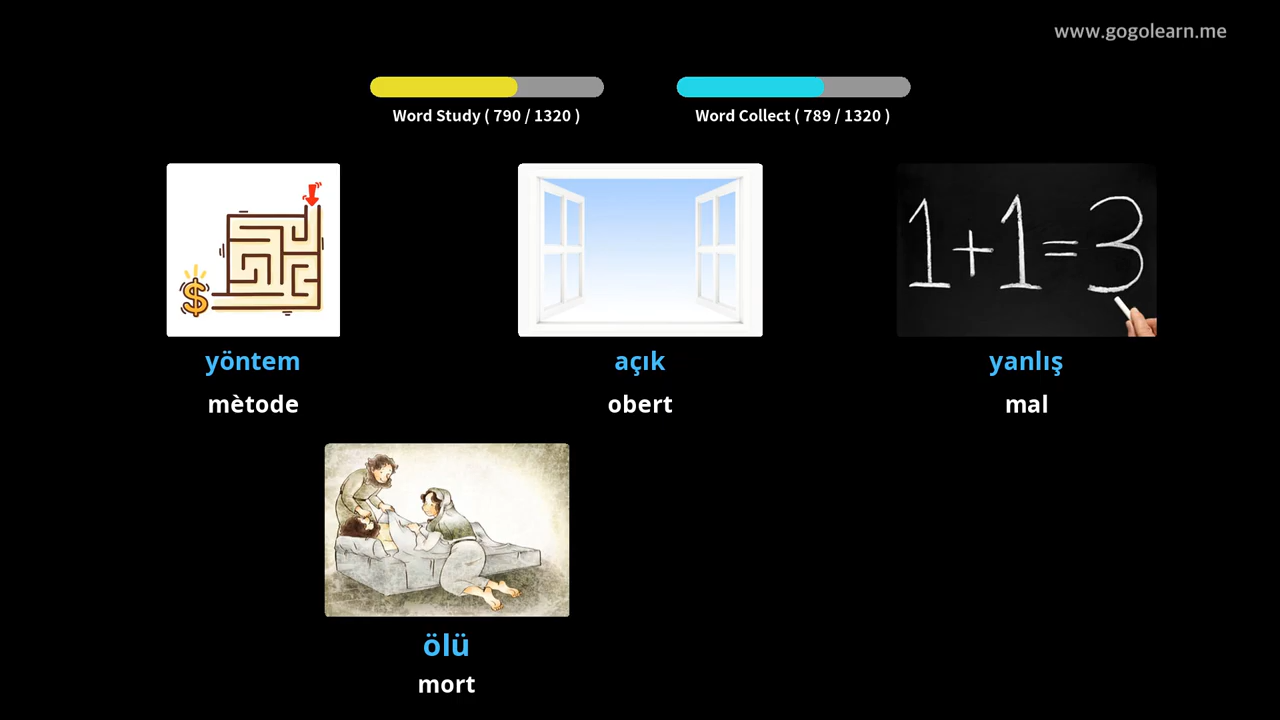 www.gogolearn.me
Word Study ( 790 / 1320 )
Word Collect ( 789 / 1320 )
$
1+1=3
yöntem
açık
yanlış
mètode
obert
mal
ölü
mort